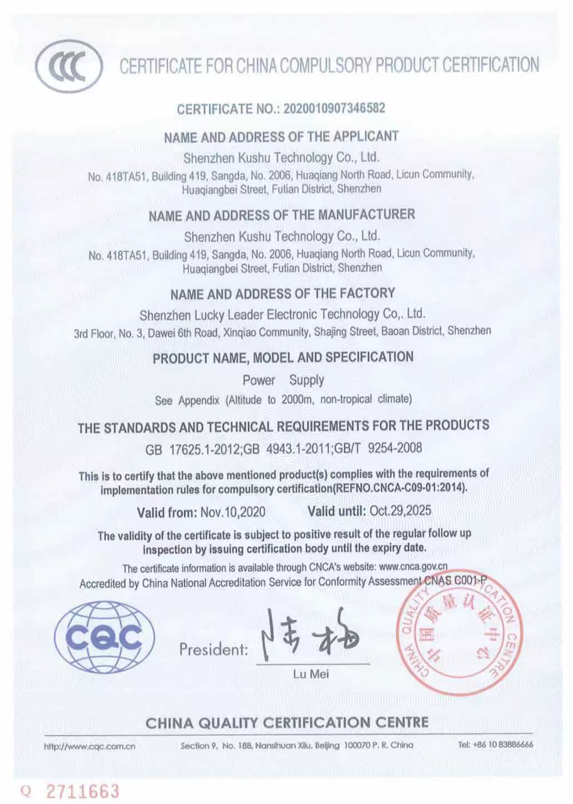 CCC
CERTIFICATE FOR CHINA COMPULSORY PRODUCT CERTIFICATION
CERTIFICATE NO.: 2020010907346582
NAME AND ADDRESS OF THE APPLICANT
Shenzhen Kushu Technology Co., Ltd.
No. 418TA51, Building 419, Sangda, No. 2006, Huaqiang North Road, Licun Community,
Huaqiangbei Street, Futian District, Shenzhen
NAME AND ADDRESS OF THE MANUFACTURER
Shenzhen Kushu Technology Co., Ltd.
No. 418TA51, Building 419, Sangda, No. 2006, Huaqiang North Road, Licun Community,
Huaqiangbei Street, Futian District, Shenzhen
NAME AND ADDRESS OF THE FACTORY
Shenzhen Lucky Leader Electronic Technology Co,. Ltd.
3rd Floor, No. 3, Dawei 6th Road, Xinqiao Community, Shajing Street, Baoan District, Shenzhen
PRODUCT NAME, MODEL AND SPECIFICATION
Power Supply
See Appendix (Altitude to 2000m, non-tropical climate)
THE STANDARDS AND TECHNICAL REQUIREMENTS FOR THE PRODUCTS
GB 17625.1-2012;GB 4943.1-2011;GB/T 9254-2008
This is to certify that the above mentioned product(s) complies with the requirements of
implementation rules for compulsory certification(REFNO.CNCA-C09-01:2014).
Valid from: Nov.10,2020 Valid until: Oct.29,2025
The validity of the certificate is subject to positive result of the regular follow up
inspection by issuing certification body until the expiry date.
The certificate information is available through CNCA's website: www.cnca.gov.cn
Accredited by China National Accreditation Service for Conformity Assessment CNAS C001-P
CQC
President:
陆梅
Lu Mei
CHINA QUALITY CERTIFICATION CENTRE
中国质量认证中心
CHINA QUALITY CERTIFICATION CENTRE
http://www.cqc.com.cn Section 9, No. 188, Nansihuan Xilu, Beijing 100070 P. R. China Tel: +86 10 83886666
Q 2711663